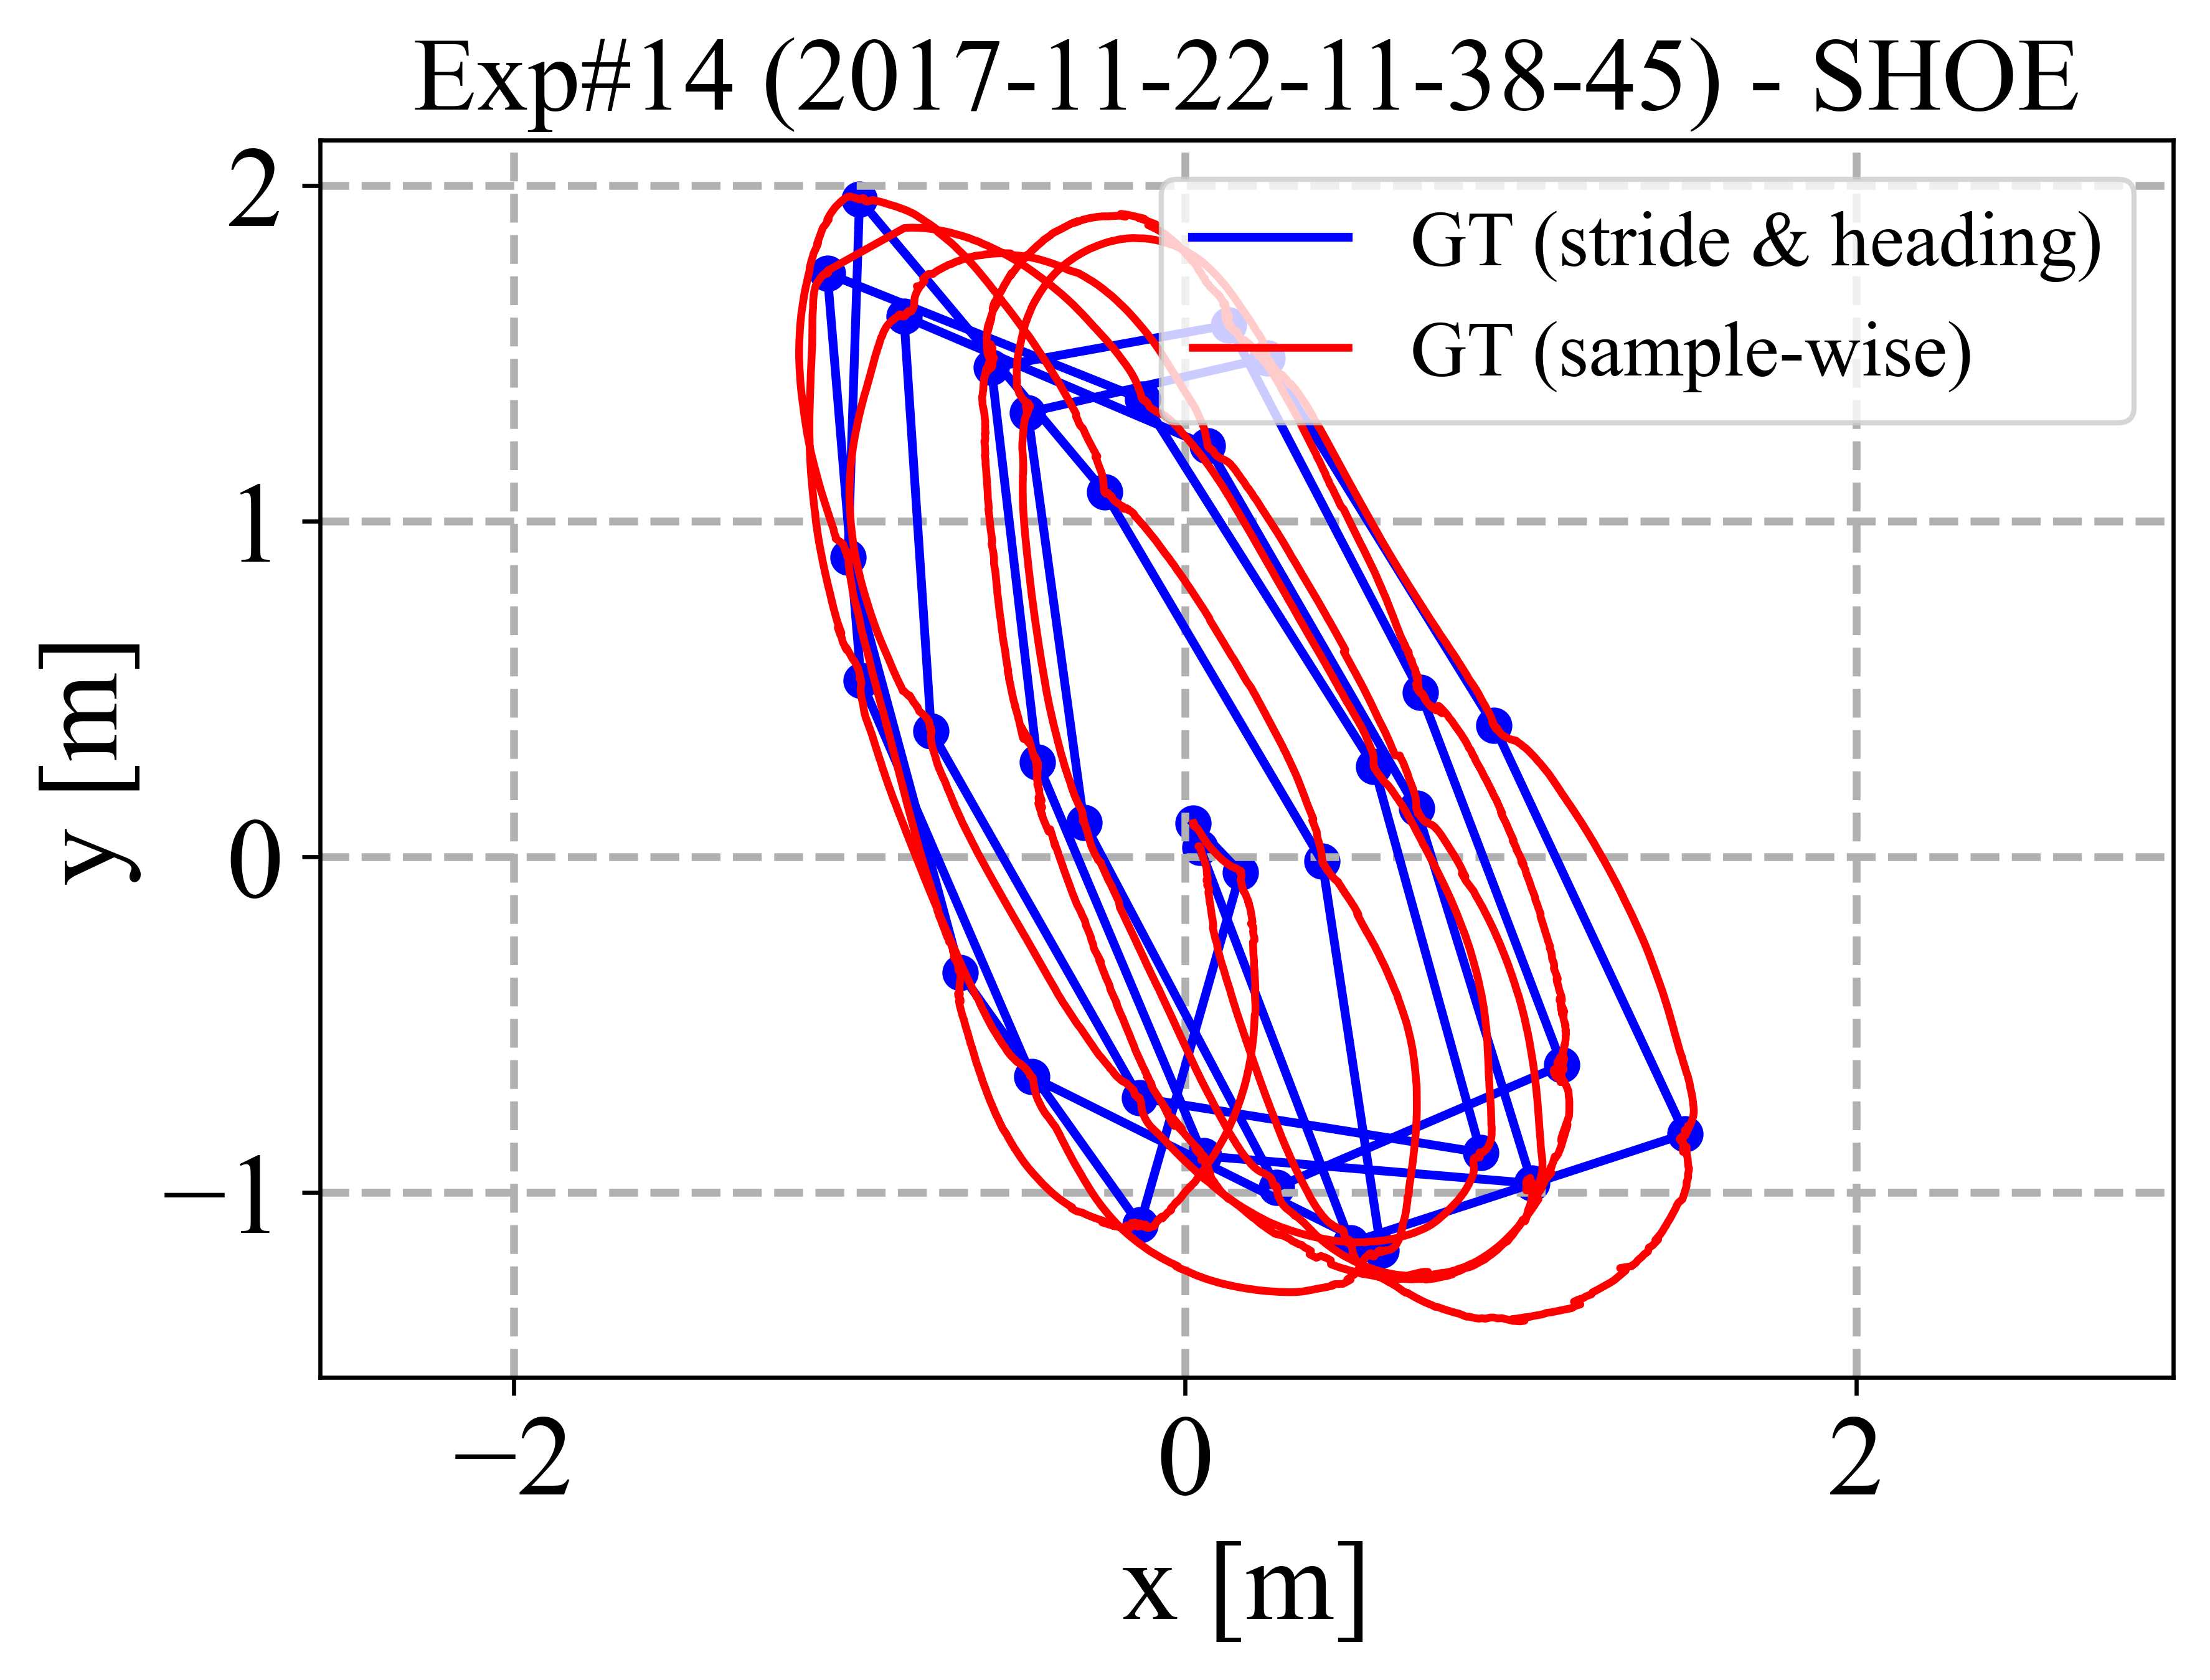 Exp#14 (2017-11-22-11-38-45) - SHOE
GT (stride & heading)
GT (sample-wise)
2
1
0
−1
y [m]
−2
0
2
x [m]